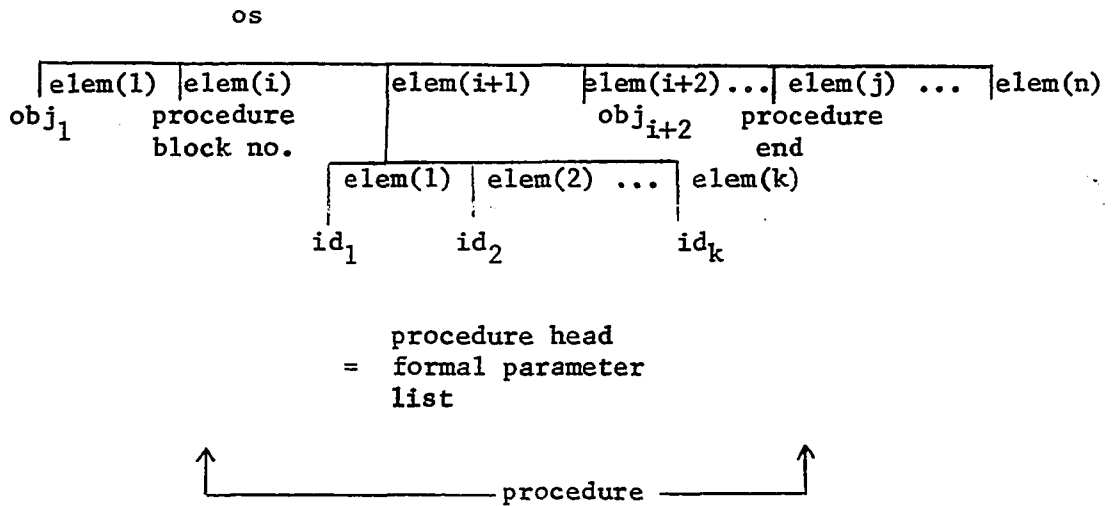 os
elem(1) elem(i) elem(i+1) elem(i+2)... elem(j) ... elem(n)
obj1 procedure obji+2 procedure
block no. end
elem(1) elem(2) ... elem(k)
id1 id2 idk
procedure head
= formal parameter
list
procedure